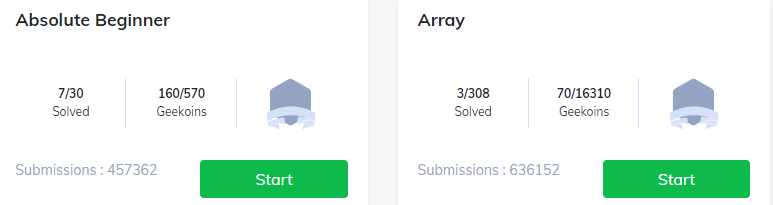 Absolute Beginner
7/30
Solved
160/570
Geekoins
Submissions : 457362
Start
Array
3/308
Solved
70/16310
Geekoins
Submissions : 636152
Start